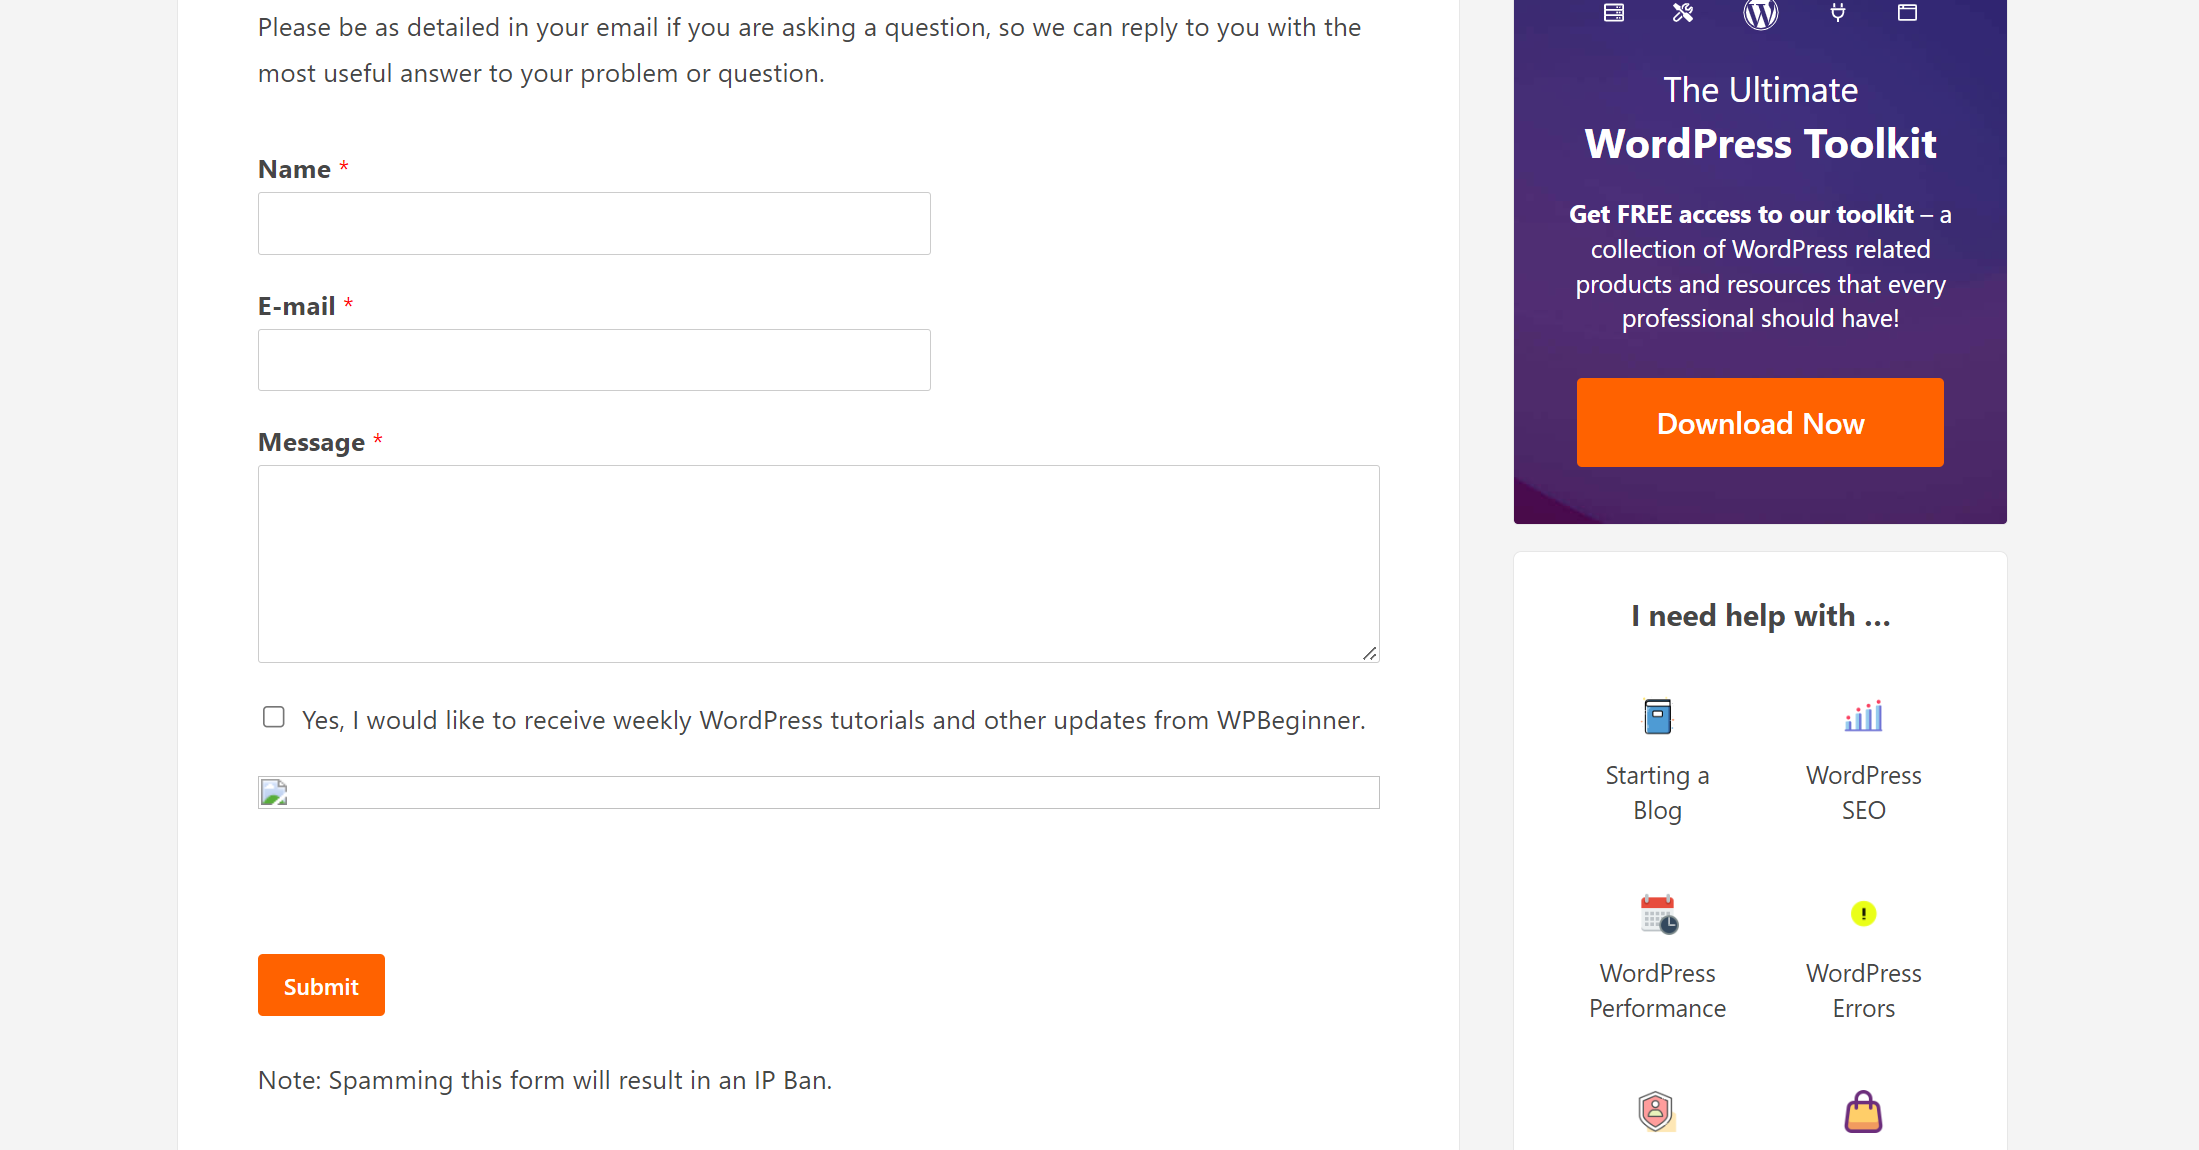 Please be as detailed in your email if you are asking a question, so we can reply to you with the
most useful answer to your problem or question.
Name *
E-mail *
Message *
Yes, I would like to receive weekly WordPress tutorials and other updates from WPBeginner.
Submit
Note: Spamming this form will result in an IP Ban.
The Ultimate
WordPress Toolkit
Get FREE access to our toolkit – a
collection of WordPress related
products and resources that every
professional should have!
Download Now
I need help with ...
Starting a
Blog
WordPress
SEO
WordPress
Performance
WordPress
Errors